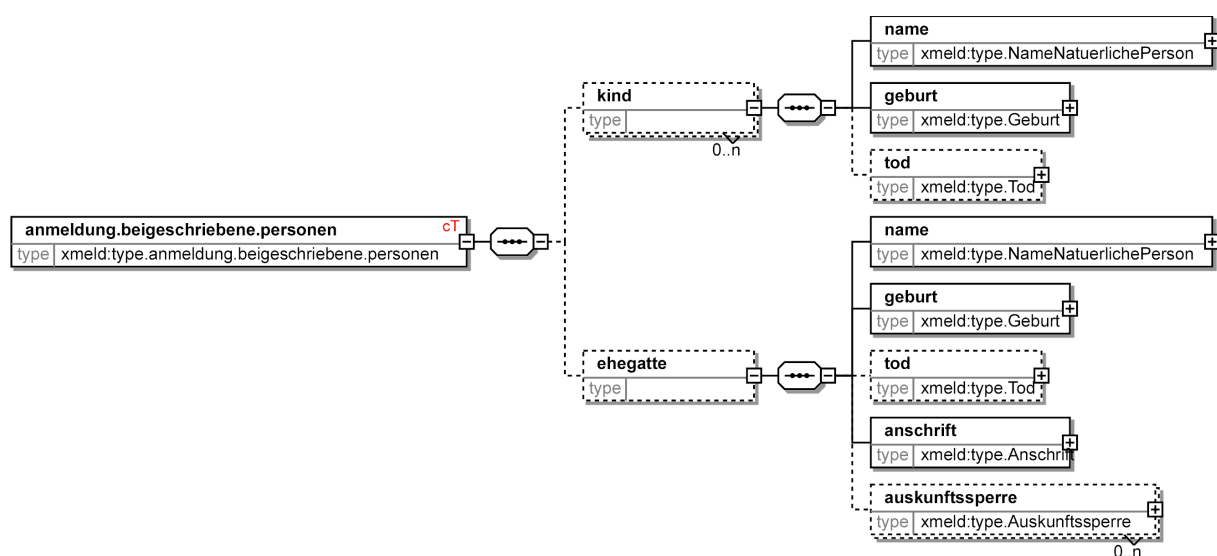 name
type xmeld:type.NameNatuerlichePerson
kind
type
0..n
geburt
type xmeld:type.Geburt
tod
type xmeld:type.Tod
anmeldung.beigeschriebene.personen cT
type xmeld:type.anmeldung.beigeschriebene.personen
name
type xmeld:type.NameNatuerlichePerson
geburt
type xmeld:type.Geburt
ehegatte
type
tod
type xmeld:type.Tod
anschrift
type xmeld:type.Anschrift
auskunftssperre
type xmeld:type.Auskunftssperre
0..n